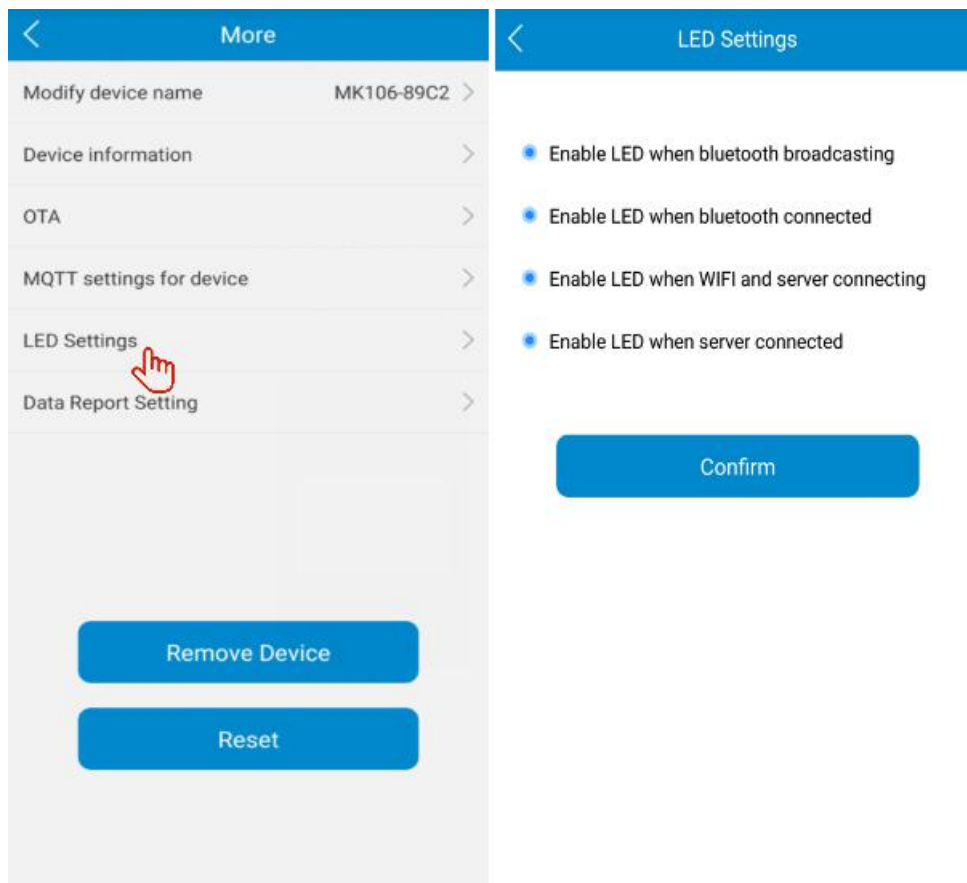 More
Modify device name MK106-89C2
Device information
OTA
MQTT settings for device
LED Settings
Data Report Setting
Remove Device
Reset
LED Settings
Enable LED when bluetooth broadcasting
Enable LED when bluetooth connected
Enable LED when WIFI and server connecting
Enable LED when server connected
Confirm